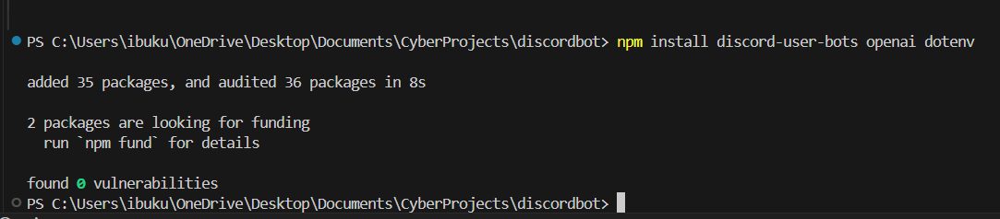 PS C:\Users\ibuku\OneDrive\Desktop\Documents\CyberProjects\discordbot> npm install discord-user-bots openai dotenv
added 35 packages, and audited 36 packages in 8s
2 packages are looking for funding
  run `npm fund` for details
found 0 vulnerabilities
PS C:\Users\ibuku\OneDrive\Desktop\Documents\CyberProjects\discordbot>